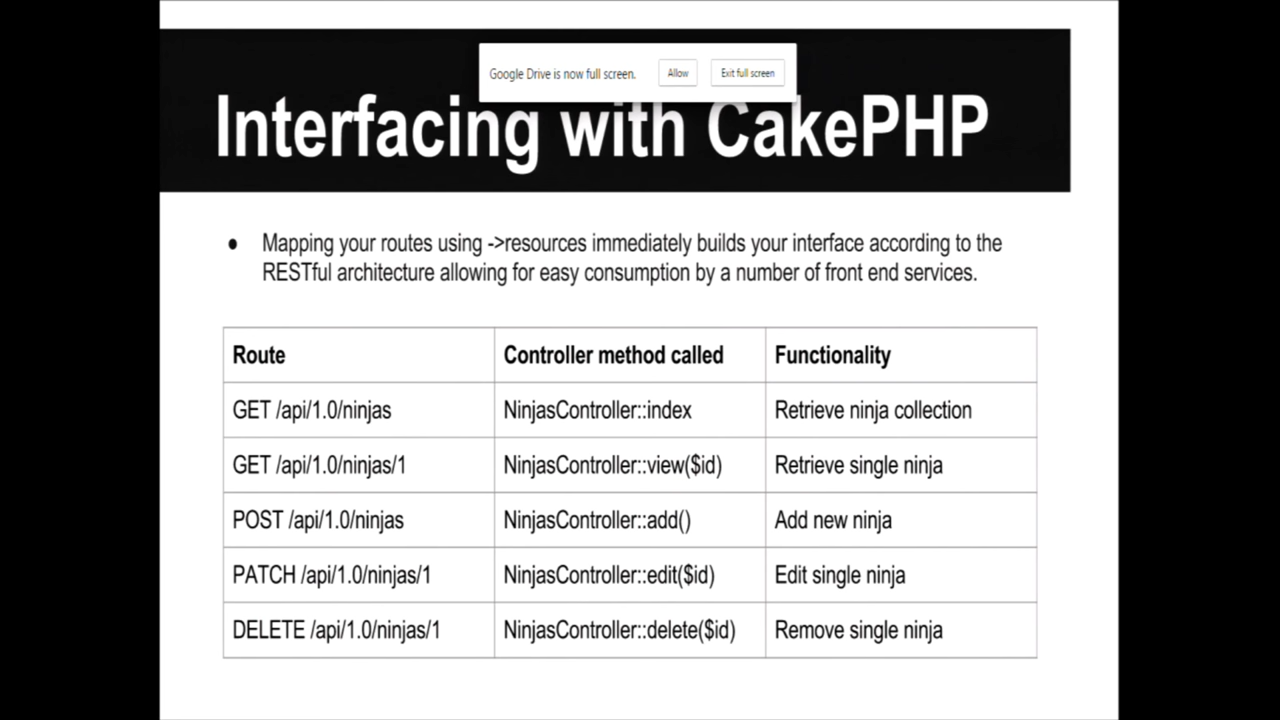 Google Drive is now full screen. Allow Exit full screen
Interfacing with CakePHP
● Mapping your routes using ->resources immediately builds your interface according to the
RESTful architecture allowing for easy consumption by a number of front end services.
Route Controller method called Functionality
GET /api/1.0/ninjas NinjasController::index Retrieve ninja collection
GET /api/1.0/ninjas/1 NinjasController::view($id) Retrieve single ninja
POST /api/1.0/ninjas NinjasController::add() Add new ninja
PATCH /api/1.0/ninjas/1 NinjasController::edit($id) Edit single ninja
DELETE /api/1.0/ninjas/1 NinjasController::delete($id) Remove single ninja